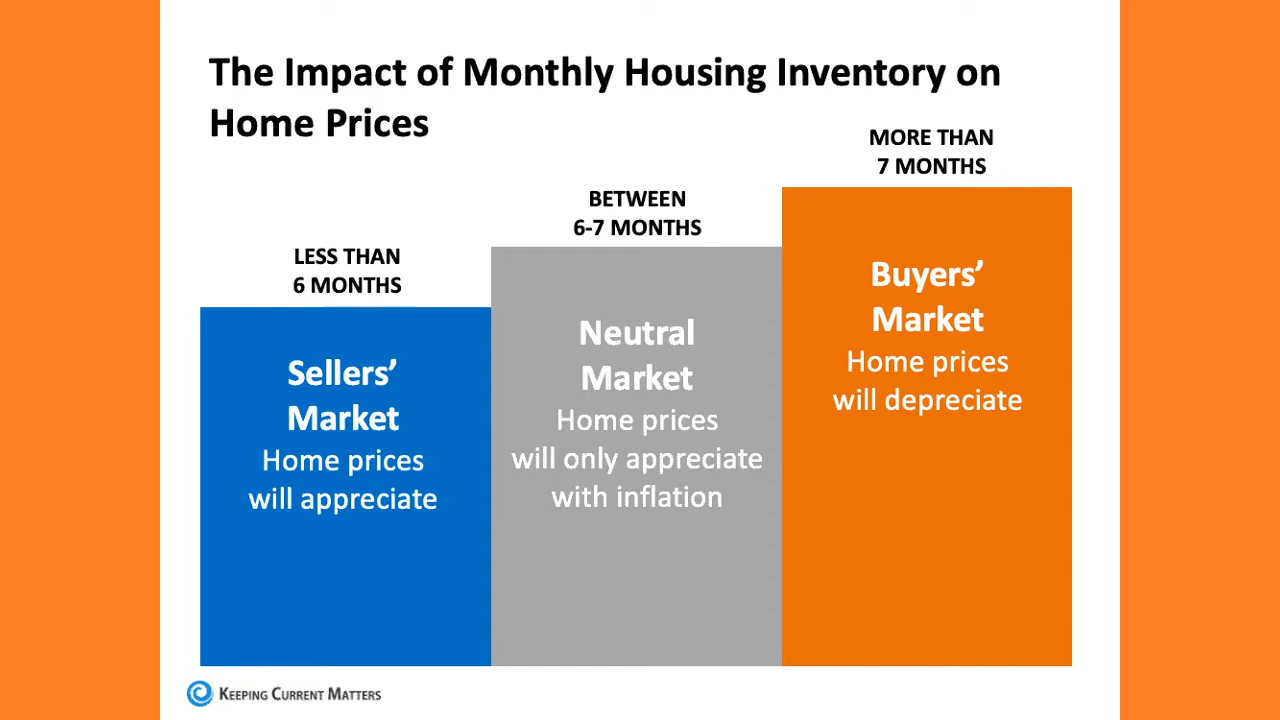 The Impact of Monthly Housing Inventory on
Home Prices
LESS THAN
6 MONTHS
Sellers’
Market
Home prices
will appreciate
BETWEEN
6-7 MONTHS
Neutral
Market
Home prices
will only appreciate
with inflation
MORE THAN
7 MONTHS
Buyers’
Market
Home prices
will depreciate
KEEPING CURRENT MATTERS